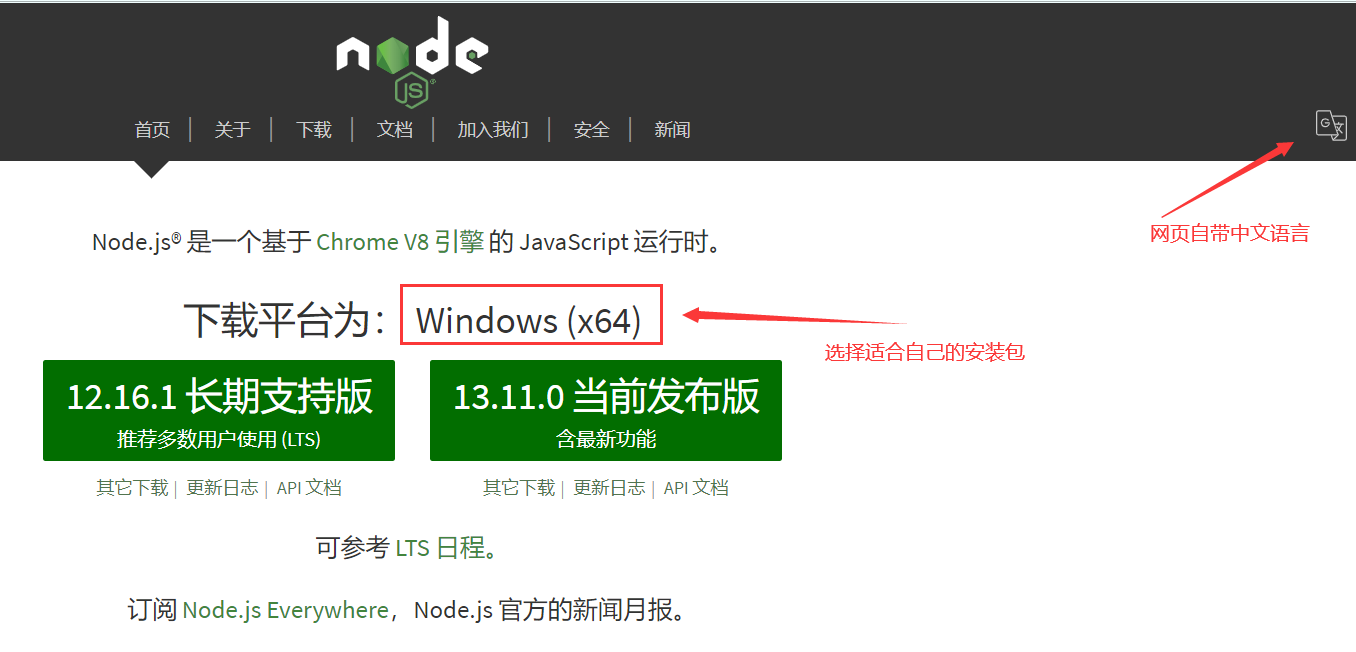 node
JS
首页 | 关于 | 下载 | 文档 | 加入我们 | 安全 | 新闻
G 文
网页自带中文语言
Node.js® 是一个基于 Chrome V8 引擎 的 JavaScript 运行时。
下载平台为：Windows (x64)
选择适合自己的安装包
12.16.1 长期支持版
推荐多数用户使用 (LTS)
13.11.0 当前发布版
含最新功能
其它下载 | 更新日志 | API 文档
其它下载 | 更新日志 | API 文档
可参考 LTS 日程。
订阅 Node.js Everywhere，Node.js 官方的新闻月报。